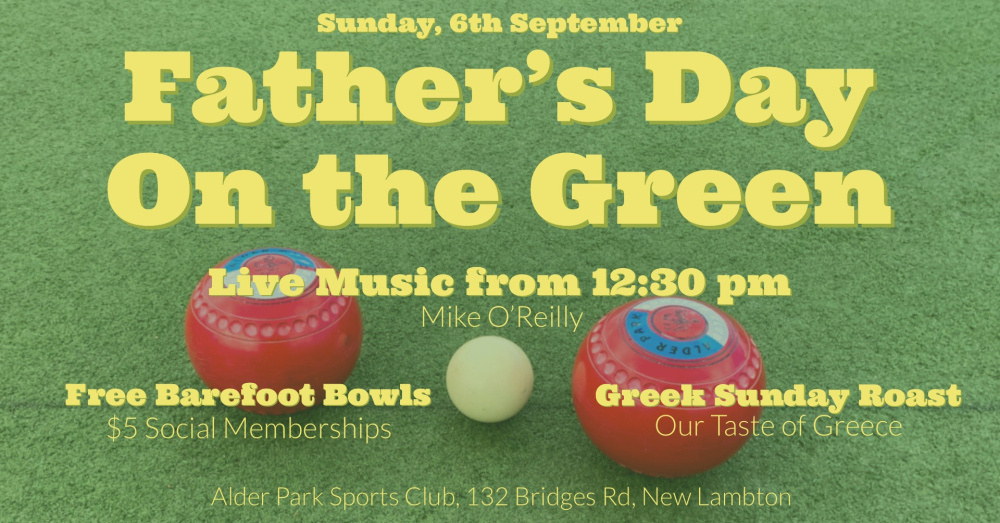 Sunday, 6th September
Father's Day
On the Green
Live Music from 12:30 pm
Mike O'Reilly
Free Barefoot Bowls
$5 Social Memberships
Greek Sunday Roast
Our Taste of Greece
Alder Park Sports Club, 132 Bridges Rd, New Lambton